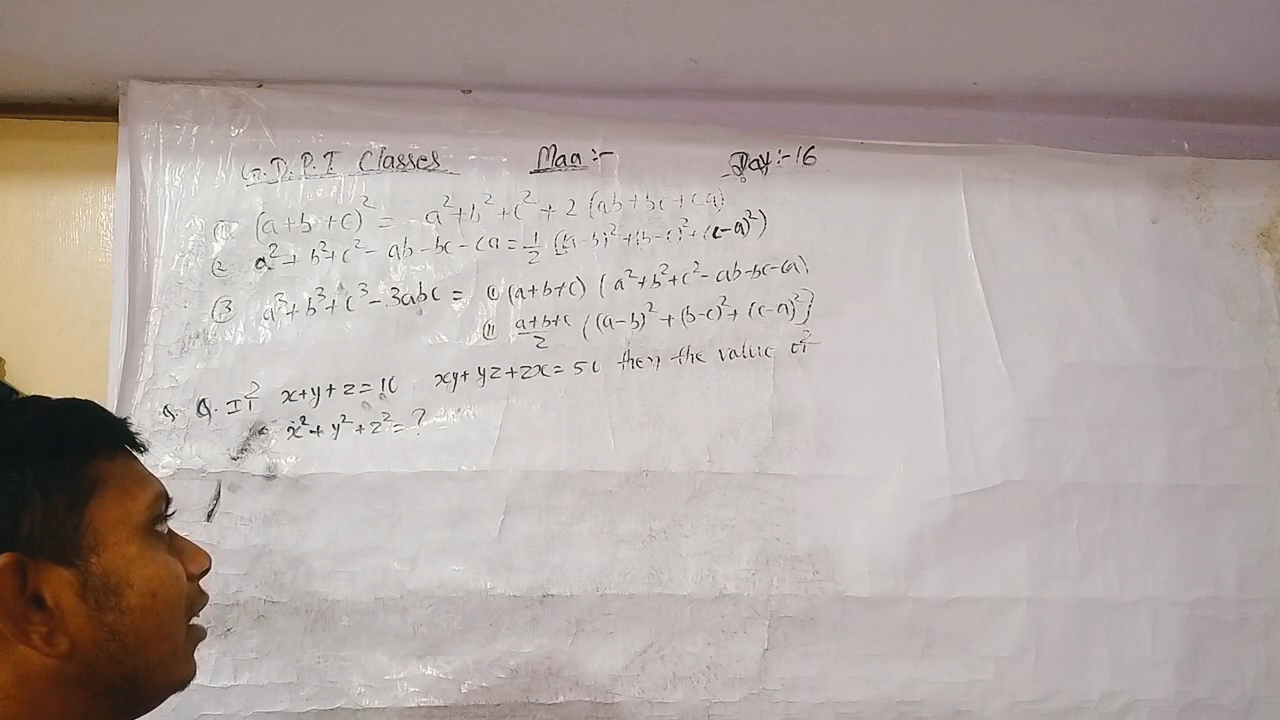 G.D.P.I Classes Maa :- Day :- 16
① (a+b+c)² = a²+b²+c²+2(ab+bc+ca)
② a²+b²+c²-ab-bc-ca = 1/2 [(a-b)²+(b-c)²+(c-a)²)
③ a³+b³+c³-3abc = ① (a+b+c) (a²+b²+c²-ab-bc-ca)
⑪ a+b+c/2 {(a-b)²+(b-c)²+(c-a)²}
Q. Q. If x+y+z=10 xy+yz+zx=50 then the value of
x²+y²+z²=?